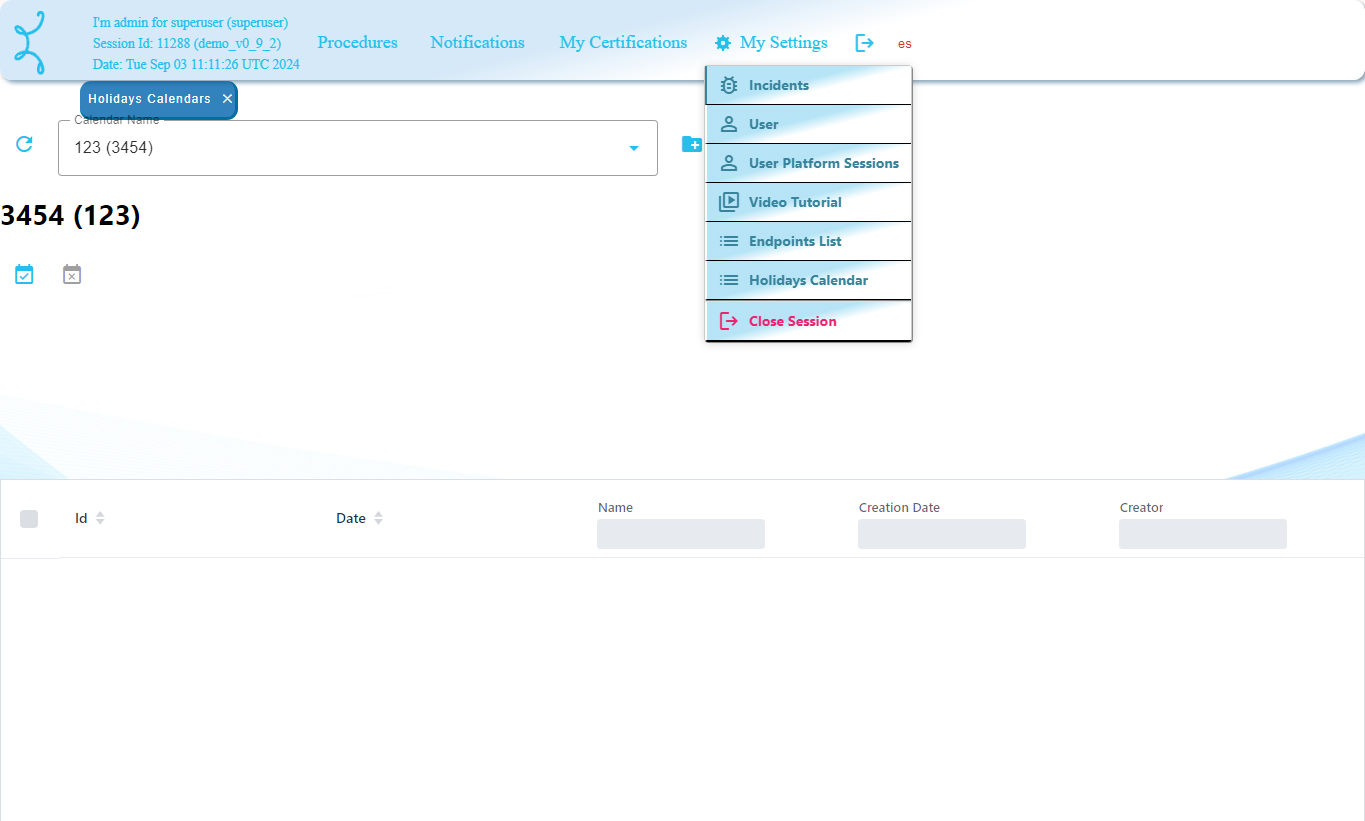 I'm admin for superuser (superuser)
Session Id: 11288 (demo_v0_9_2)
Date: Tue Sep 03 11:11:26 UTC 2024
Procedures
Notifications
My Certifications
My Settings
es
Holidays Calendars
Calendar Name
123 (3454)
Incidents
User
User Platform Sessions
Video Tutorial
Endpoints List
Holidays Calendar
Close Session
3454 (123)
Id
Date
Name
Creation Date
Creator